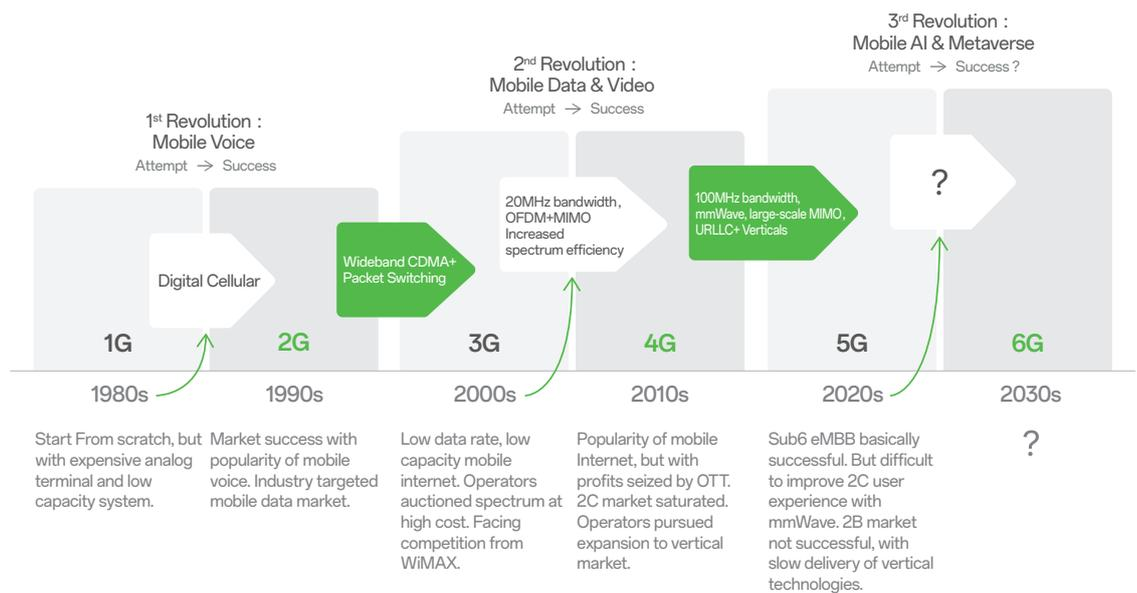 1st Revolution :
Mobile Voice
Attempt → Success
2nd Revolution :
Mobile Data & Video
Attempt → Success
3rd Revolution :
Mobile AI & Metaverse
Attempt → Success ?
Digital Cellular
Wideband CDMA+
Packet Switching
20MHz bandwidth,
OFDM+MIMO
Increased
spectrum efficiency
100MHz bandwidth,
mmWave, large-scale MIMO,
URLLC+ Verticals
?
1G
2G
3G
4G
5G
6G
1980s
1990s
2000s
2010s
2020s
2030s
Start From scratch, but
with expensive analog
terminal and low
capacity system.
Market success with
popularity of mobile
voice. Industry targeted
mobile data market.
Low data rate, low
capacity mobile
internet. Operators
auctioned spectrum at
high cost. Facing
competition from
WiMAX.
Popularity of mobile
Internet, but with
profits seized by OTT.
2C market saturated.
Operators pursued
expansion to vertical
market.
Sub6 eMBB basically
successful. But difficult
to improve 2C user
experience with
mmWave. 2B market
not successful, with
slow delivery of vertical
technologies.
?